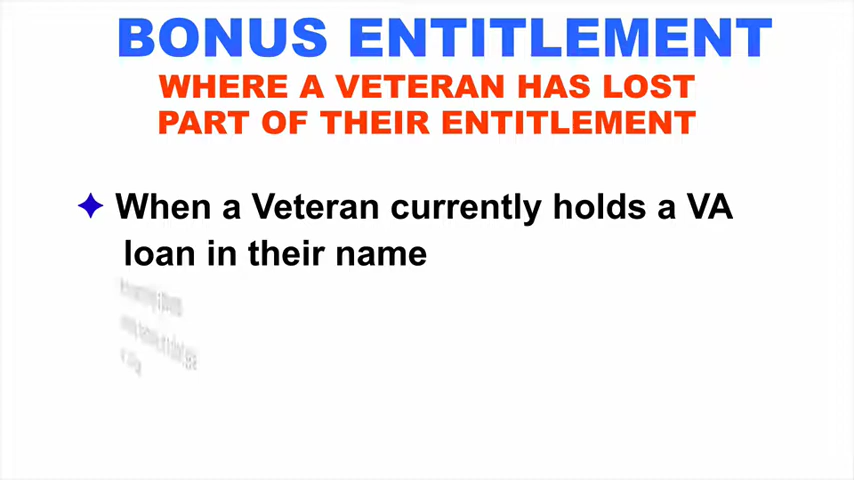 BONUS ENTITLEMENT
WHERE A VETERAN HAS LOST
PART OF THEIR ENTITLEMENT
When a Veteran currently holds a VA
loan in their name